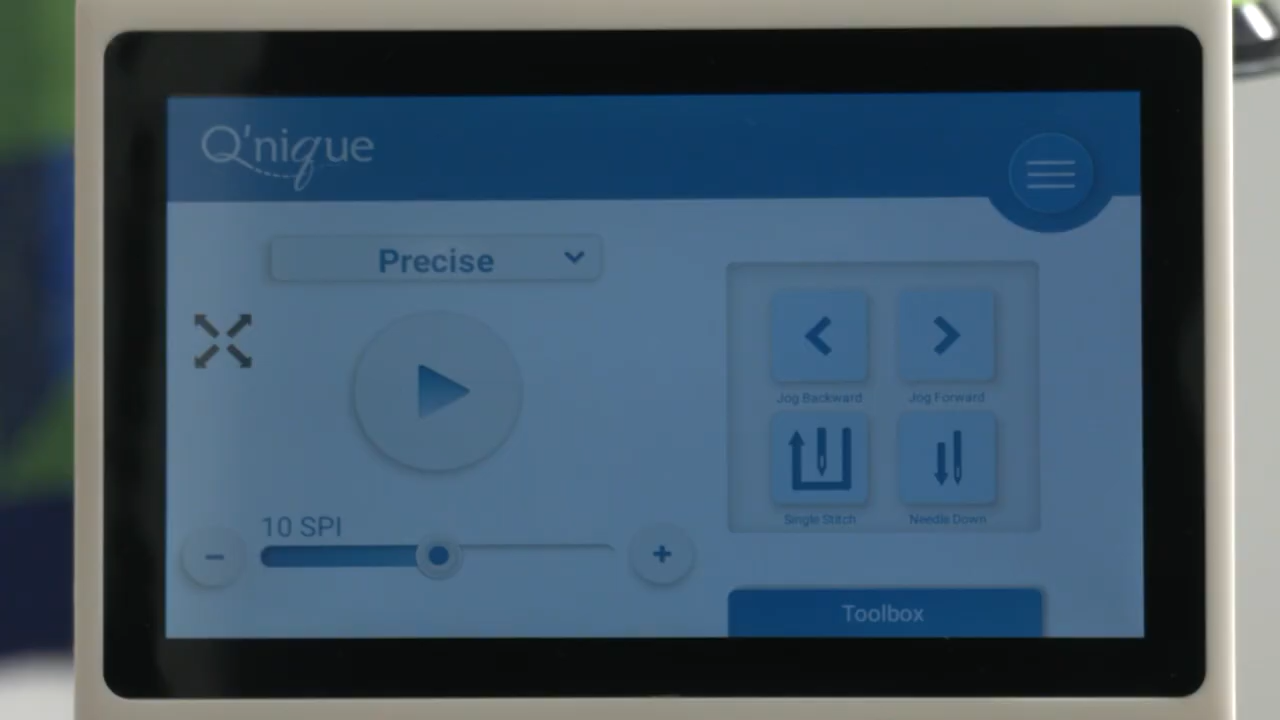 Q'nique
Precise
Jog Backward
Jog Forward
Single Stitch
Needle Down
10 SPI
Toolbox